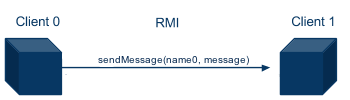 Client 0
RMI
Client 1
sendMessage(name0, message)